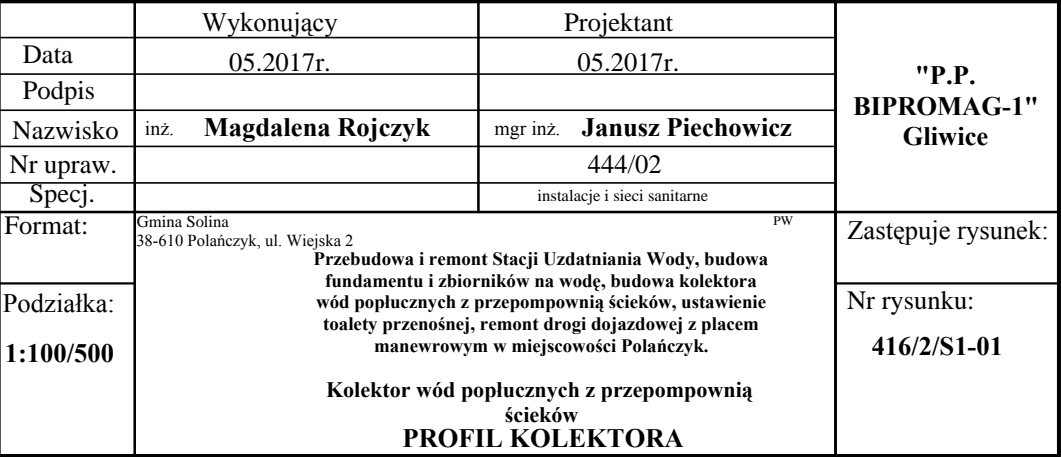 Wykonujący Projektant
Data 05.2017r. 05.2017r.
Podpis
Nazwisko inż. Magdalena Rojczyk mgr inż. Janusz Piechowicz
Nr upraw. 444/02
Specj. instalacje i sieci sanitarne
"P.P.
BIPROMAG-1"
Gliwice
Format:
Gmina Solina PW
38-610 Polańczyk, ul. Wiejska 2
Przebudowa i remont Stacji Uzdatniania Wody, budowa
fundamentu i zbiorników na wodę, budowa kolektora
wód popłucznych z przepompownią ścieków, ustawienie
toalety przenośnej, remont drogi dojazdowej z placem
manewrowym w miejscowości Polańczyk.
Kolektor wód popłucznych z przepompownią
ścieków
PROFIL KOLEKTORA
Zastępuje rysunek:
Podziałka:
1:100/500
Nr rysunku:
416/2/S1-01